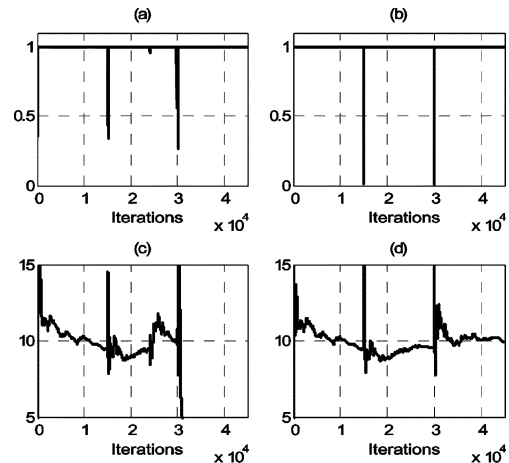 (a)
1
0.5
0
0 1 2 3 4
Iterations
x 10^4
(b)
1
0.5
0
0 1 2 3 4
Iterations
x 10^4
(c)
15
10
5
0 1 2 3 4
Iterations
x 10^4
(d)
15
10
5
0 1 2 3 4
Iterations
x 10^4